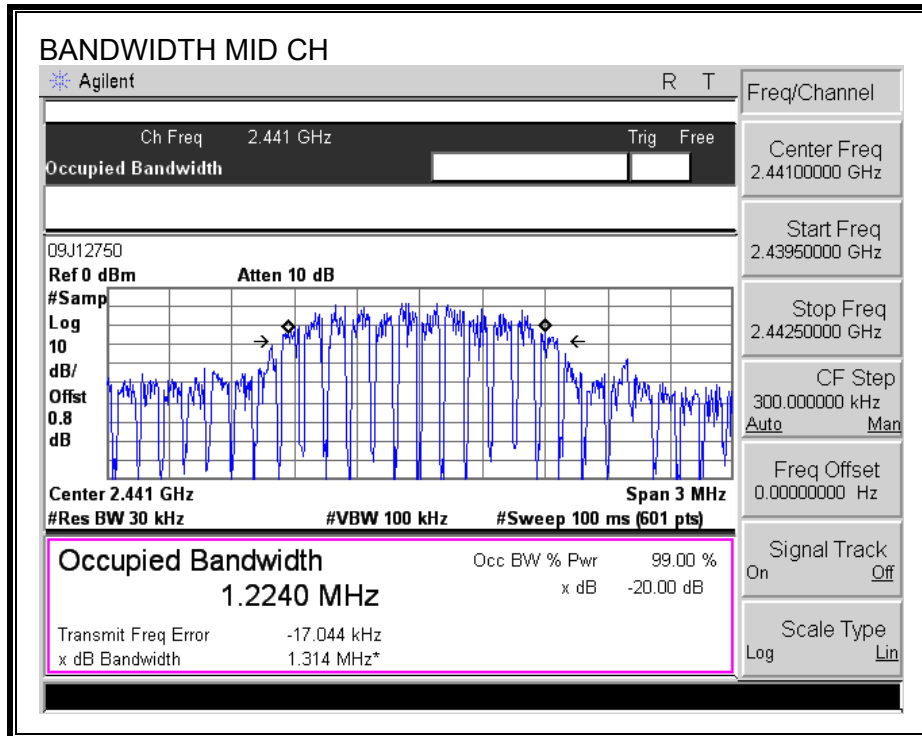 BANDWIDTH MID CH
Agilent R T
Ch Freq 2.441 GHz Trig Free
Occupied Bandwidth
09J12750
Ref 0 dBm Atten 10 dB
#Samp
Log
10
dB/
Offst
0.8
dB
Center 2.441 GHz Span 3 MHz
#Res BW 30 kHz #VBW 100 kHz #Sweep 100 ms (601 pts)
Occupied Bandwidth Occ BW % Pwr 99.00 %
1.2240 MHz x dB -20.00 dB
Transmit Freq Error -17.044 kHz
x dB Bandwidth 1.314 MHz*
Freq/Channel
Center Freq
2.44100000 GHz
Start Freq
2.43950000 GHz
Stop Freq
2.44250000 GHz
CF Step
300.000000 kHz
Auto Man
Freq Offset
0.00000000 Hz
Signal Track
On Off
Scale Type
Log Lin